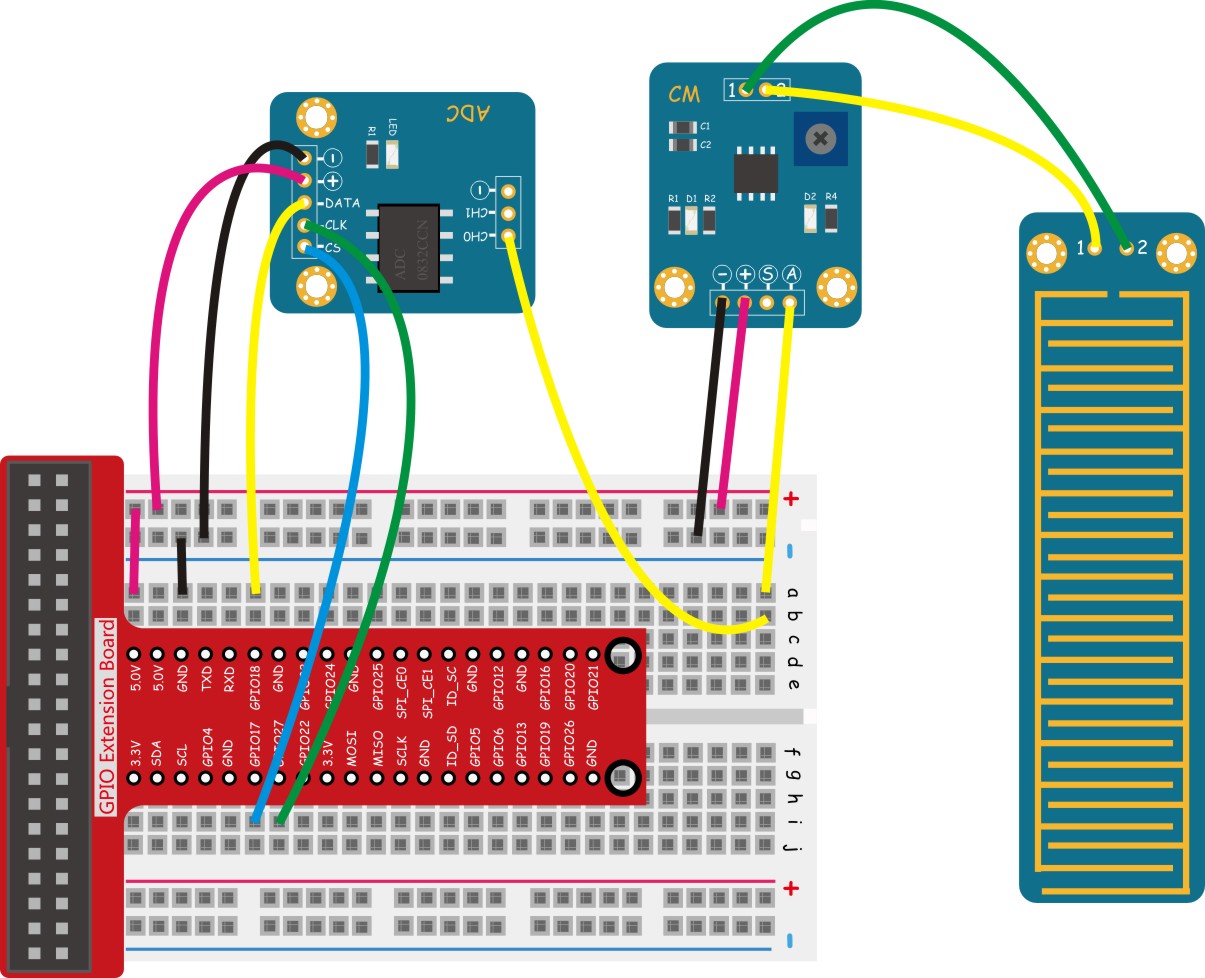 ADC
R1
LED
-
+
DATA
CLK
CS
-
CH1
CH0
ADC
0832CCN
CM
1 2
C1
C2
R1 D1 R2
D2 R4
- + S A
1 2
+
-
a
b
c
d
e
GPIO Extension Board
5.0V 5.0V GND TXD RXD GPIO18 GND GPIO24 GND GPIO25 SPI_CE0 SPI_CE1 ID_SC GND GPIO12 GND GPIO16 GPIO20 GPIO21
3.3V SDA SCL GPIO4 GND GPIO17 GPIO27 GPIO22 3.3V MOSI MISO SCLK GND ID_SD GPIO5 GPIO6 GPIO13 GPIO19 GPIO26 GND
f
g
h
i
j
+
-